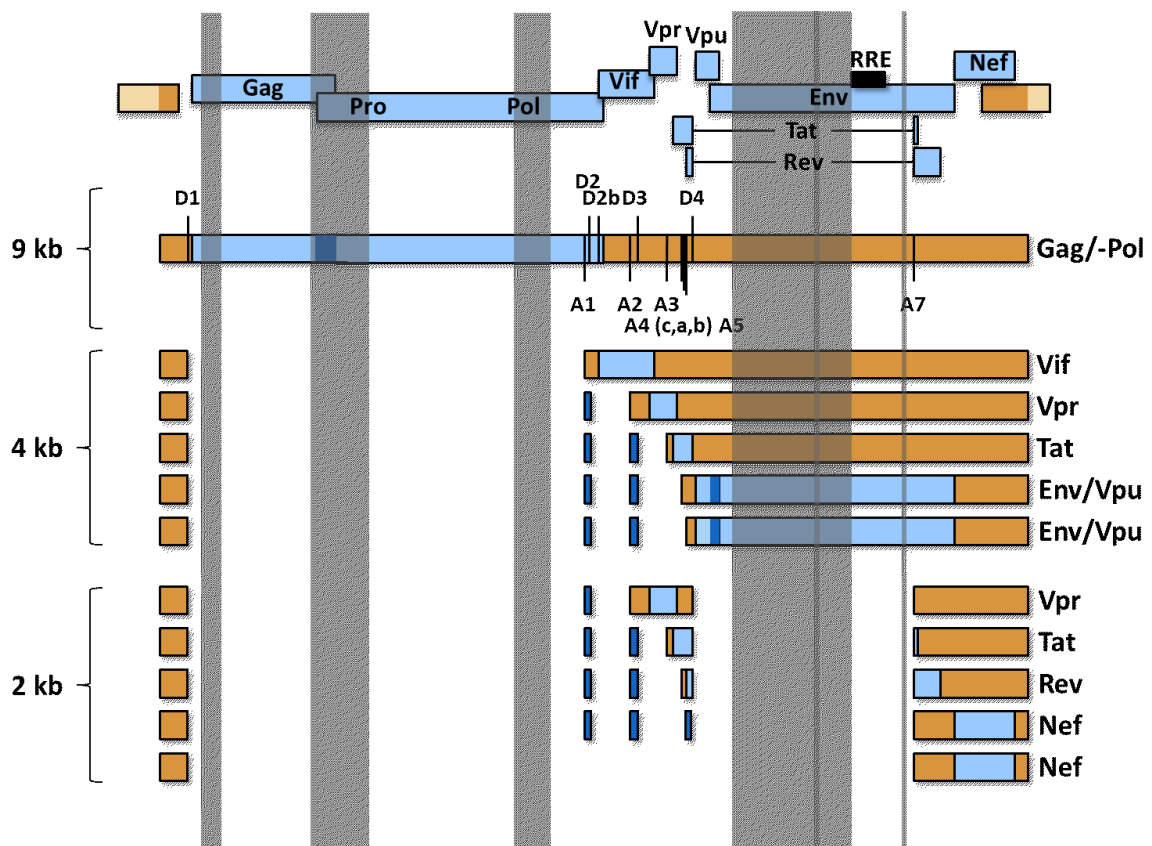 Vpr
Vpu
RRE
Nef
Vif
Gag
Env
Pro
Pol
Tat
Rev
D2
D1
D2b
D3
D4
9 kb
Gag/-Pol
A1
A2
A3
A7
A4 (c,a,b)
A5
Vif
Vpr
4 kb
Tat
Env/Vpu
Env/Vpu
Vpr
Tat
2 kb
Rev
Nef
Nef